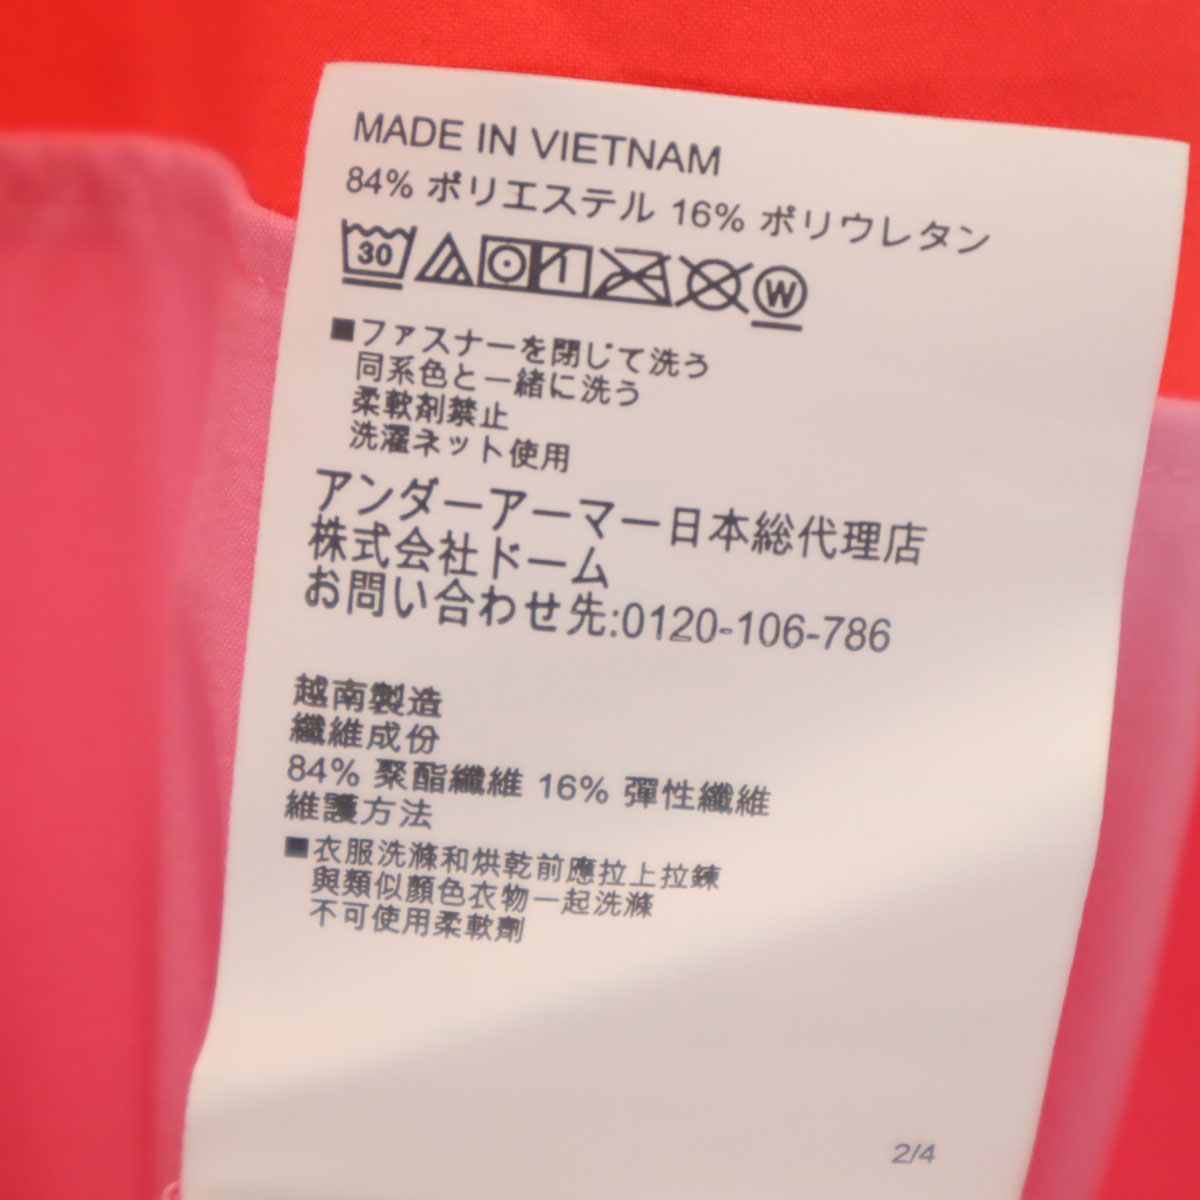 MADE IN VIETNAM
84% ポリエステル 16% ポリウレタン
30 W
■ファスナーを閉じて洗う
同系色と一緒に洗う
柔軟剤禁止
洗濯ネット使用
アンダーアーマー日本総代理店
株式会社ドーム
お問い合わせ先:0120-106-786
越南製造
纖維成份
84% 聚酯纖維 16% 彈性纖維
維護方法
■衣服洗滌和烘乾前應拉上拉鍊
與類似顏色衣物一起洗滌
不可使用柔軟劑
2/4